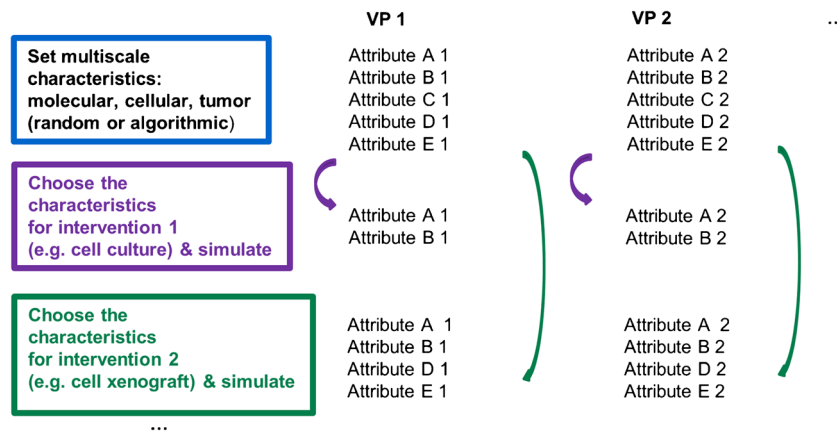 VP 1
VP 2
..
Set multiscale
characteristics:
molecular, cellular, tumor
(random or algorithmic)
Attribute A 1
Attribute B 1
Attribute C 1
Attribute D 1
Attribute E 1
Attribute A 2
Attribute B 2
Attribute C 2
Attribute D 2
Attribute E 2
Choose the
characteristics
for intervention 1
(e.g. cell culture) & simulate
Attribute A 1
Attribute B 1
Attribute A 2
Attribute B 2
Choose the
characteristics
for intervention 2
(e.g. cell xenograft) & simulate
Attribute A  1
Attribute B 1
Attribute D 1
Attribute E 1
Attribute A  2
Attribute B 2
Attribute D 2
Attribute E 2
...